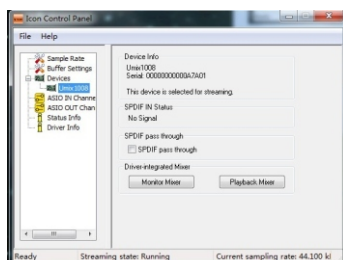 Icon Control Panel
File Help
Sample Rate
Buffer Settings
Devices
Umix1008
ASIO IN Channe
ASIO OUT Chan
Status Info
Driver Info
Device Info
Umix1008
Serial: 00000000000A7A01
This device is selected for streaming.
SPDIF IN Status
No Signal
SPDIF pass through
SPDIF pass through
Driver-integrated Mixer
Monitor Mixer
Playback Mixer
Ready
Streaming state: Running
Current sampling rate: 44.100 kl